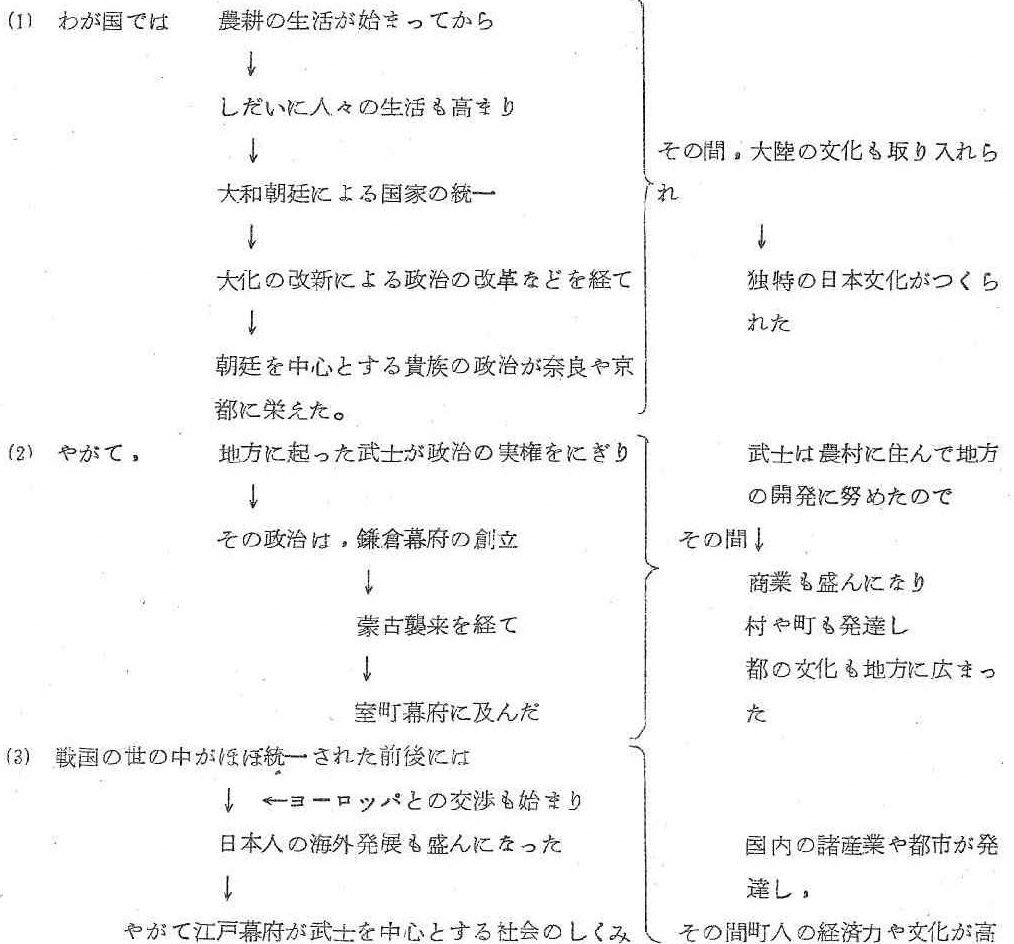 (1) わが国では 農耕の生活が始まってから
↓
しだいに人々の生活も高まり
↓
大和朝廷による国家の統一
↓
大化の改新による政治の改革などを経て
↓
朝廷を中心とする貴族の政治が奈良や京
都に栄えた。
その間,大陸の文化も取り入れら
れ
↓
独特の日本文化がつくら
れた
(2) やがて, 地方に起った武士が政治の実権をにぎり
↓
その政治は,鎌倉幕府の創立
↓
蒙古襲来を経て
↓
室町幕府に及んだ
武士は農村に住んで地方
の開発に努めたので
その間↓
商業も盛んになり
村や町も発達し
都の文化も地方に広まっ
た
(3) 戦国の世の中がほぼ統一された前後には
↓ ←ヨーロッパとの交渉も始まり
日本人の海外発展も盛んになった
↓
やがて江戸幕府が武士を中心とする社会のしくみ
国内の諸産業や都市が発
達し,
その間町人の経済力や文化が高